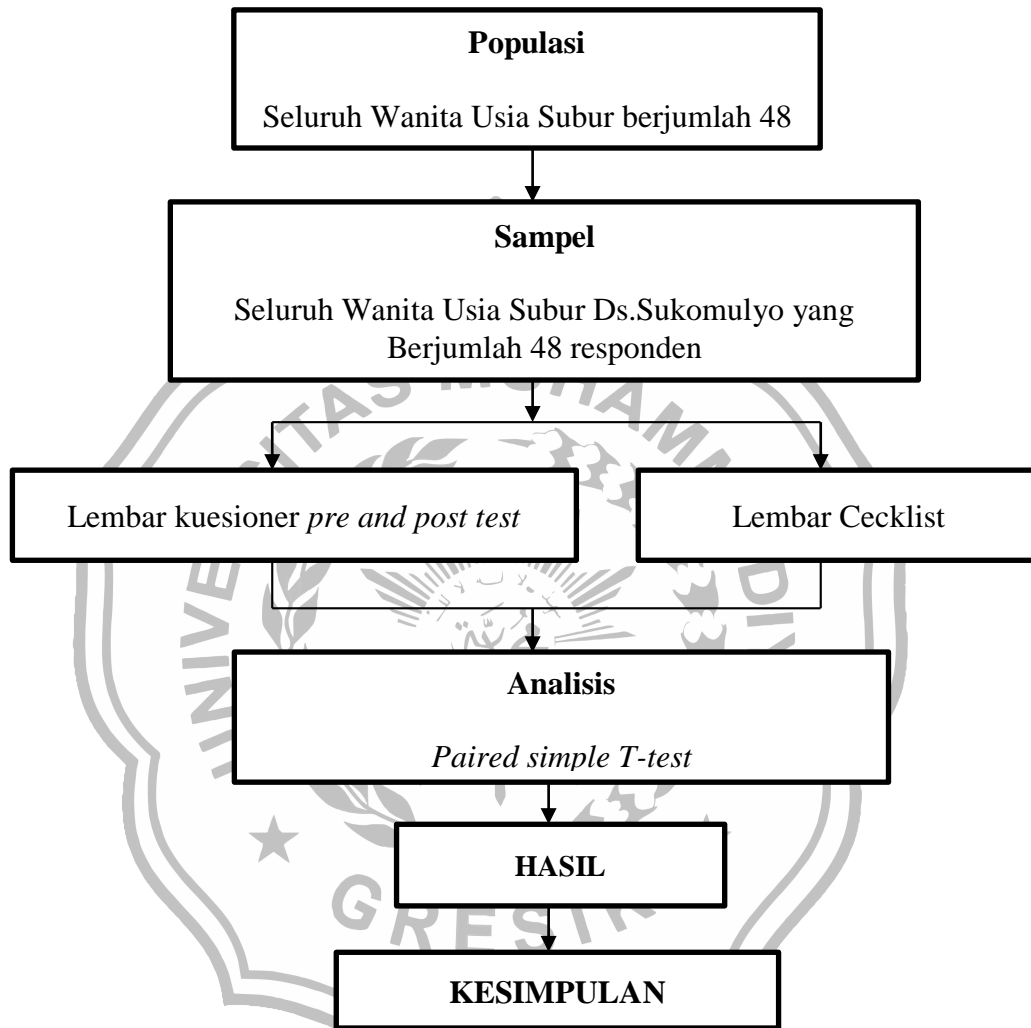 Populasi
Seluruh Wanita Usia Subur berjumlah 48
Sampel
Seluruh Wanita Usia Subur Ds.Sukomulyo yang
Berjumlah 48 responden
Lembar kuesioner pre and post test
Lembar Cecklist
Analisis
Paired simple T-test
HASIL
KESIMPULAN
GRESIK